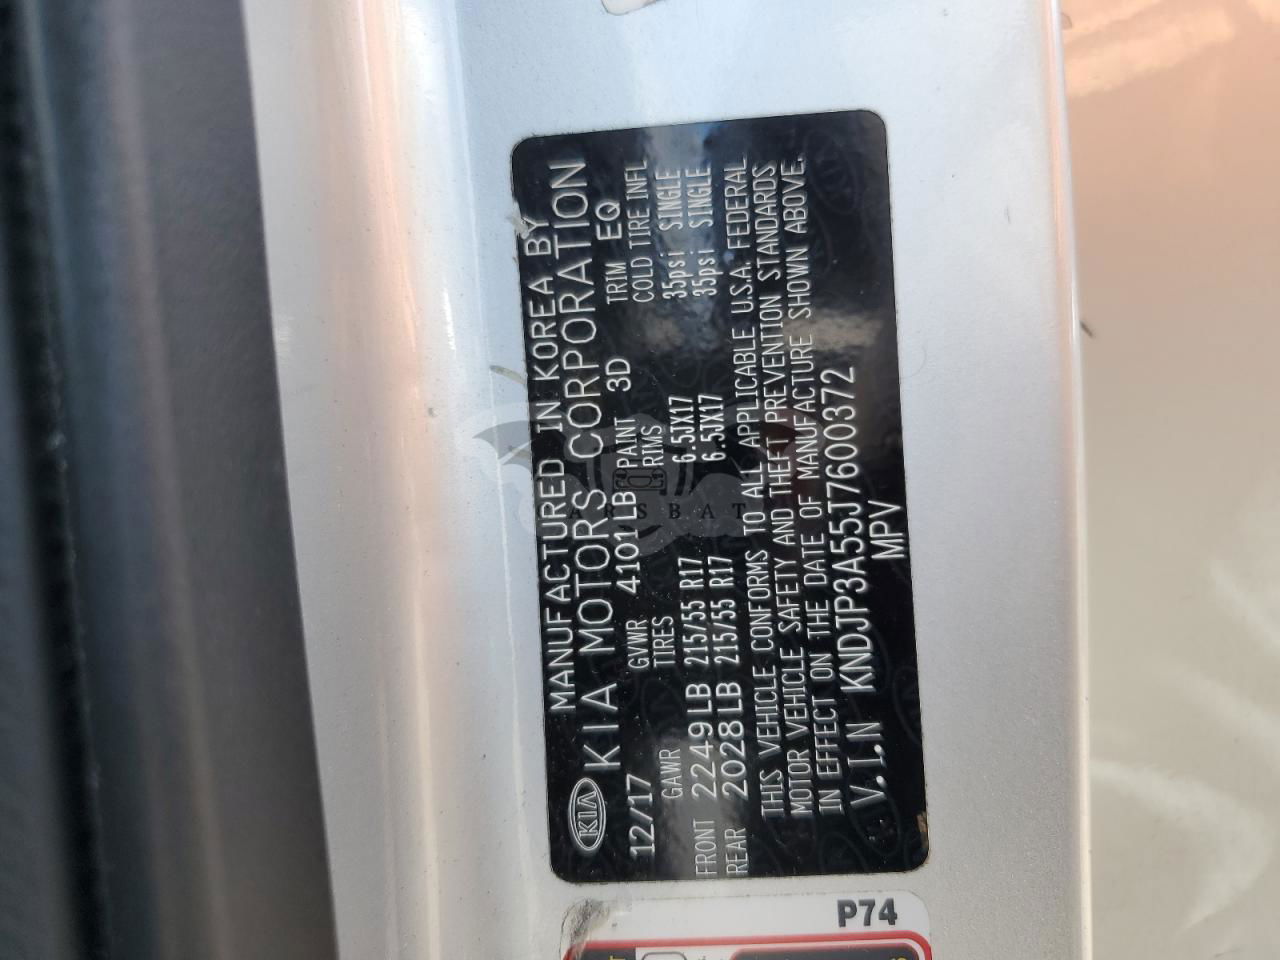 MANUFACTURED IN KOREA BY
KIA KIA MOTORS CORPORATION
12/17 GVWR 4101LB PAINT 3D TRIM EQ
GAWR TIRES RIMS COLD TIRE INFL
FRONT 2249LB 215/55 R17 6.5JX17 35psi SINGLE
REAR 2028LB 215/55 R17 6.5JX17 35psi SINGLE
THIS VEHICLE CONFORMS TO ALL APPLICABLE U.S.A. FEDERAL
MOTOR VEHICLE SAFETY AND THEFT PREVENTION STANDARDS
IN EFFECT ON THE DATE OF MANUFACTURE SHOWN ABOVE.
V.I.N KNDJP3A55J7600372
MPV
P74